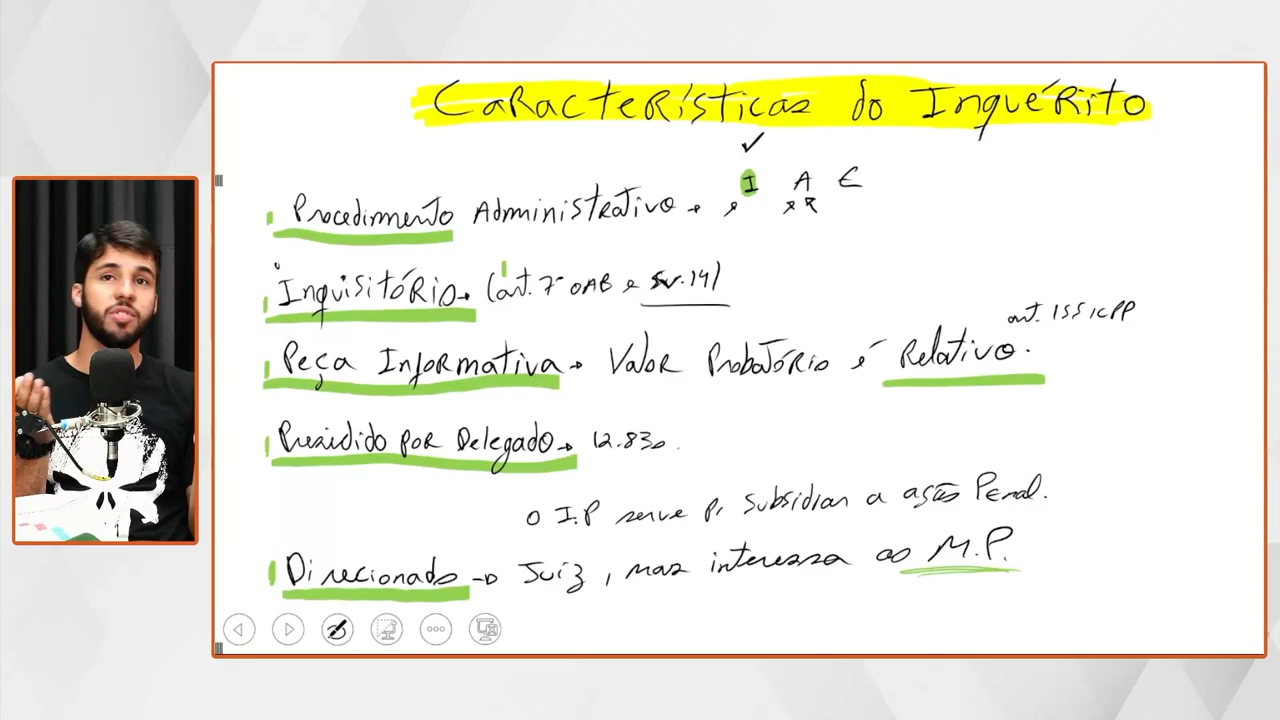 Características do Inquérito
I A E
Procedimento Administrativo →
Inquisitório → (art. 7º OAB e Sv. 14)
art. 155 CPP
Peça Informativa → Valor Probatório é Relativo.
Presidido por Delegado → 12.830.
O I.P serve p/ subsidiar a ação Penal.
Direcionado → Juiz, mas interessa ao M.P.